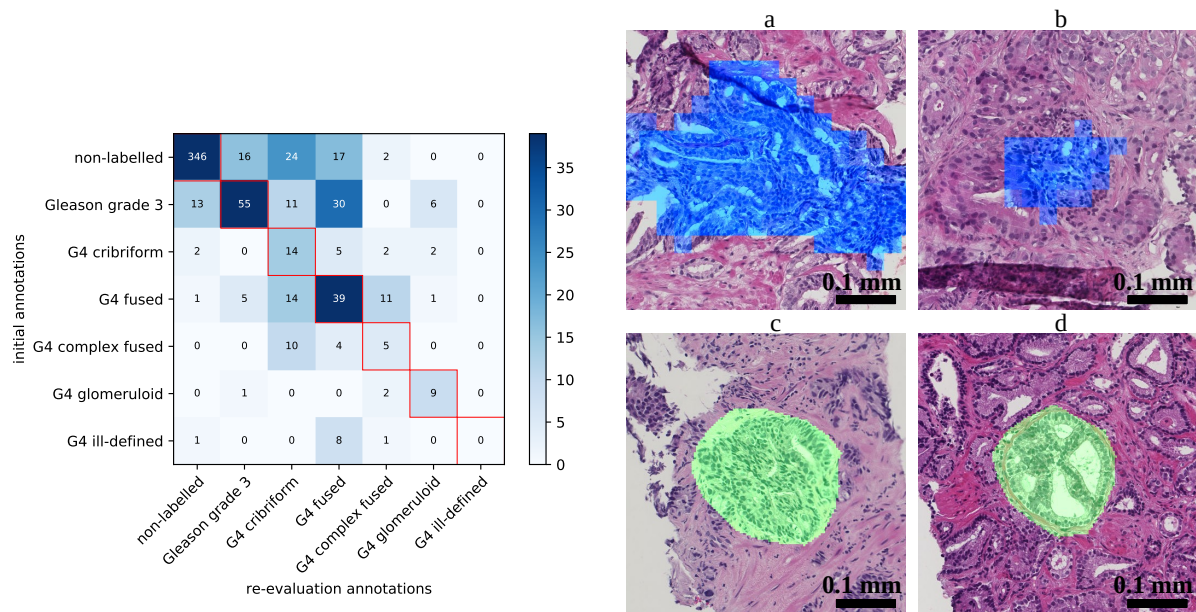 non-labelled 346 16 24 17 2 0 0
Gleason grade 3 13 55 11 30 0 6 0
G4 cribriform 2 0 14 5 2 2 0
G4 fused 1 5 14 39 11 1 0
G4 complex fused 0 0 10 4 5 0 0
G4 glomeruloid 0 1 0 0 2 9 0
G4 ill-defined 1 0 0 8 1 0 0
initial annotations
non-labelled
Gleason grade 3
G4 cribriform
G4 fused
G4 complex fused
G4 glomeruloid
G4 ill-defined
re-evaluation annotations
35
30
25
20
15
10
5
0
a
0.1 mm
b
0.1 mm
c
0.1 mm
d
0.1 mm